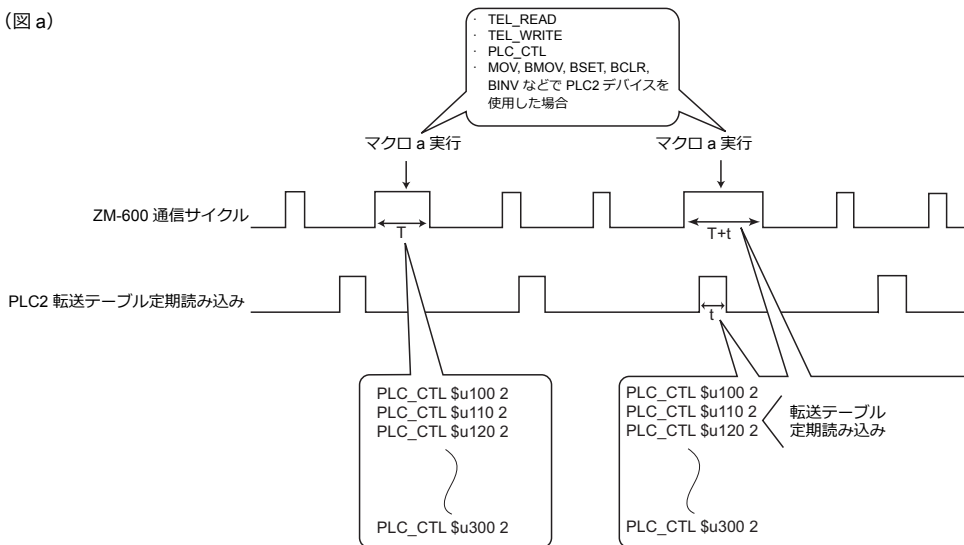 （図 a）
· TEL_READ
· TEL_WRITE
· PLC_CTL
· MOV, BMOV, BSET, BCLR,
BINV などで PLC2 デバイスを
使用した場合
マクロ a 実行
マクロ a 実行
ZM-600 通信サイクル
T
T+t
PLC2 転送テーブル定期読み込み
t
PLC_CTL $u100 2
PLC_CTL $u110 2
PLC_CTL $u120 2
PLC_CTL $u300 2
PLC_CTL $u100 2
PLC_CTL $u110 2
PLC_CTL $u120 2
転送テーブル
定期読み込み
PLC_CTL $u300 2